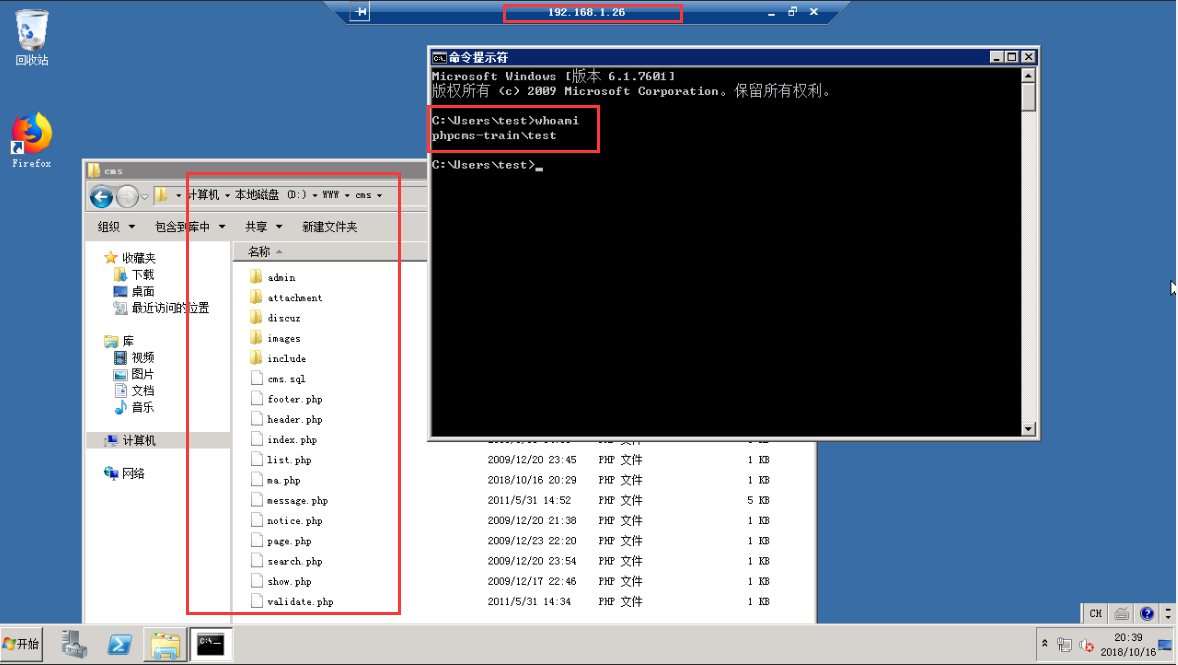 192.168.1.26
回收站
Firefox
命令提示符
Microsoft Windows [版本 6.1.7601]
版权所有 (c) 2009 Microsoft Corporation。保留所有权利。
C:\Users\test>whoami
phpcms-train\test
C:\Users\test>
cms
计算机 本地磁盘 (D:) WWW cms
组织 包含到库中 共享 新建文件夹
收藏夹
下载
桌面
最近访问的位置
库
视频
图片
文档
音乐
计算机
网络
名称
admin
attachment
discuz
images
include
cms.sql
footer.php
header.php
index.php
list.php 2009/12/20 23:45 PHP 文件 1 KB
ma.php 2018/10/16 20:29 PHP 文件 1 KB
message.php 2011/5/31 14:52 PHP 文件 5 KB
notice.php 2009/12/20 21:38 PHP 文件 1 KB
page.php 2009/12/23 22:20 PHP 文件 1 KB
search.php 2009/12/20 23:54 PHP 文件 1 KB
show.php 2009/12/17 22:46 PHP 文件 1 KB
validate.php 2011/5/31 14:34 PHP 文件 1 KB
CH
开始
C:\
20:39
2018/10/16